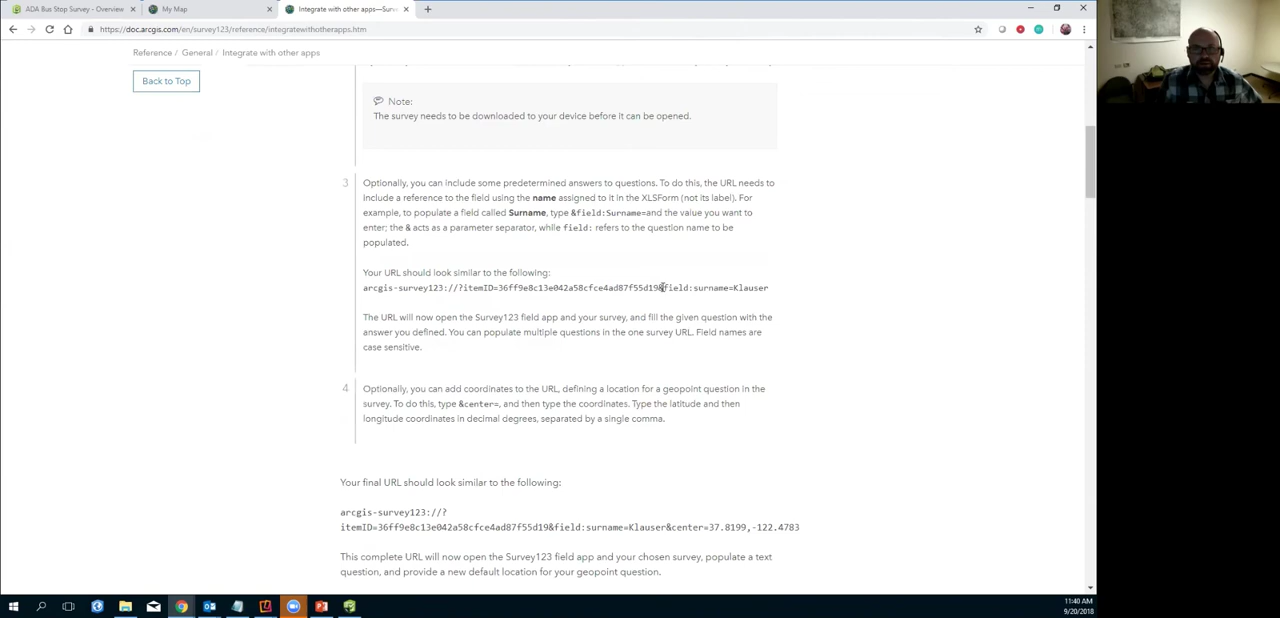 ADA Bus Stop Survey - Overview
My Map
Integrate with other apps—Surv
https://doc.arcgis.com/en/survey123/reference/integratewithotherapps.htm
Reference / General / Integrate with other apps
Back to Top
Note:
The survey needs to be downloaded to your device before it can be opened.
3
Optionally, you can include some predetermined answers to questions. To do this, the URL needs to
include a reference to the field using the name assigned to it in the XLSForm (not its label). For
example, to populate a field called Surname, type &field:Surname=and the value you want to
enter; the & acts as a parameter separator, while field: refers to the question name to be
populated.
Your URL should look similar to the following:
arcgis-survey123://?itemID=36ff9e8c13e042a58cfce4ad87f55d19&field:surname=Klauser
The URL will now open the Survey123 field app and your survey, and fill the given question with the
answer you defined. You can populate multiple questions in the one survey URL. Field names are
case sensitive.
4
Optionally, you can add coordinates to the URL, defining a location for a geopoint question in the
survey. To do this, type &center=, and then type the coordinates. Type the latitude and then
longitude coordinates in decimal degrees, separated by a single comma.
Your final URL should look similar to the following:
arcgis-survey123://?
itemID=36ff9e8c13e042a58cfce4ad87f55d19&field:surname=Klauser&center=37.8199,-122.4783
This complete URL will now open the Survey123 field app and your chosen survey, populate a text
question, and provide a new default location for your geopoint question.
11:40 AM
9/20/2018